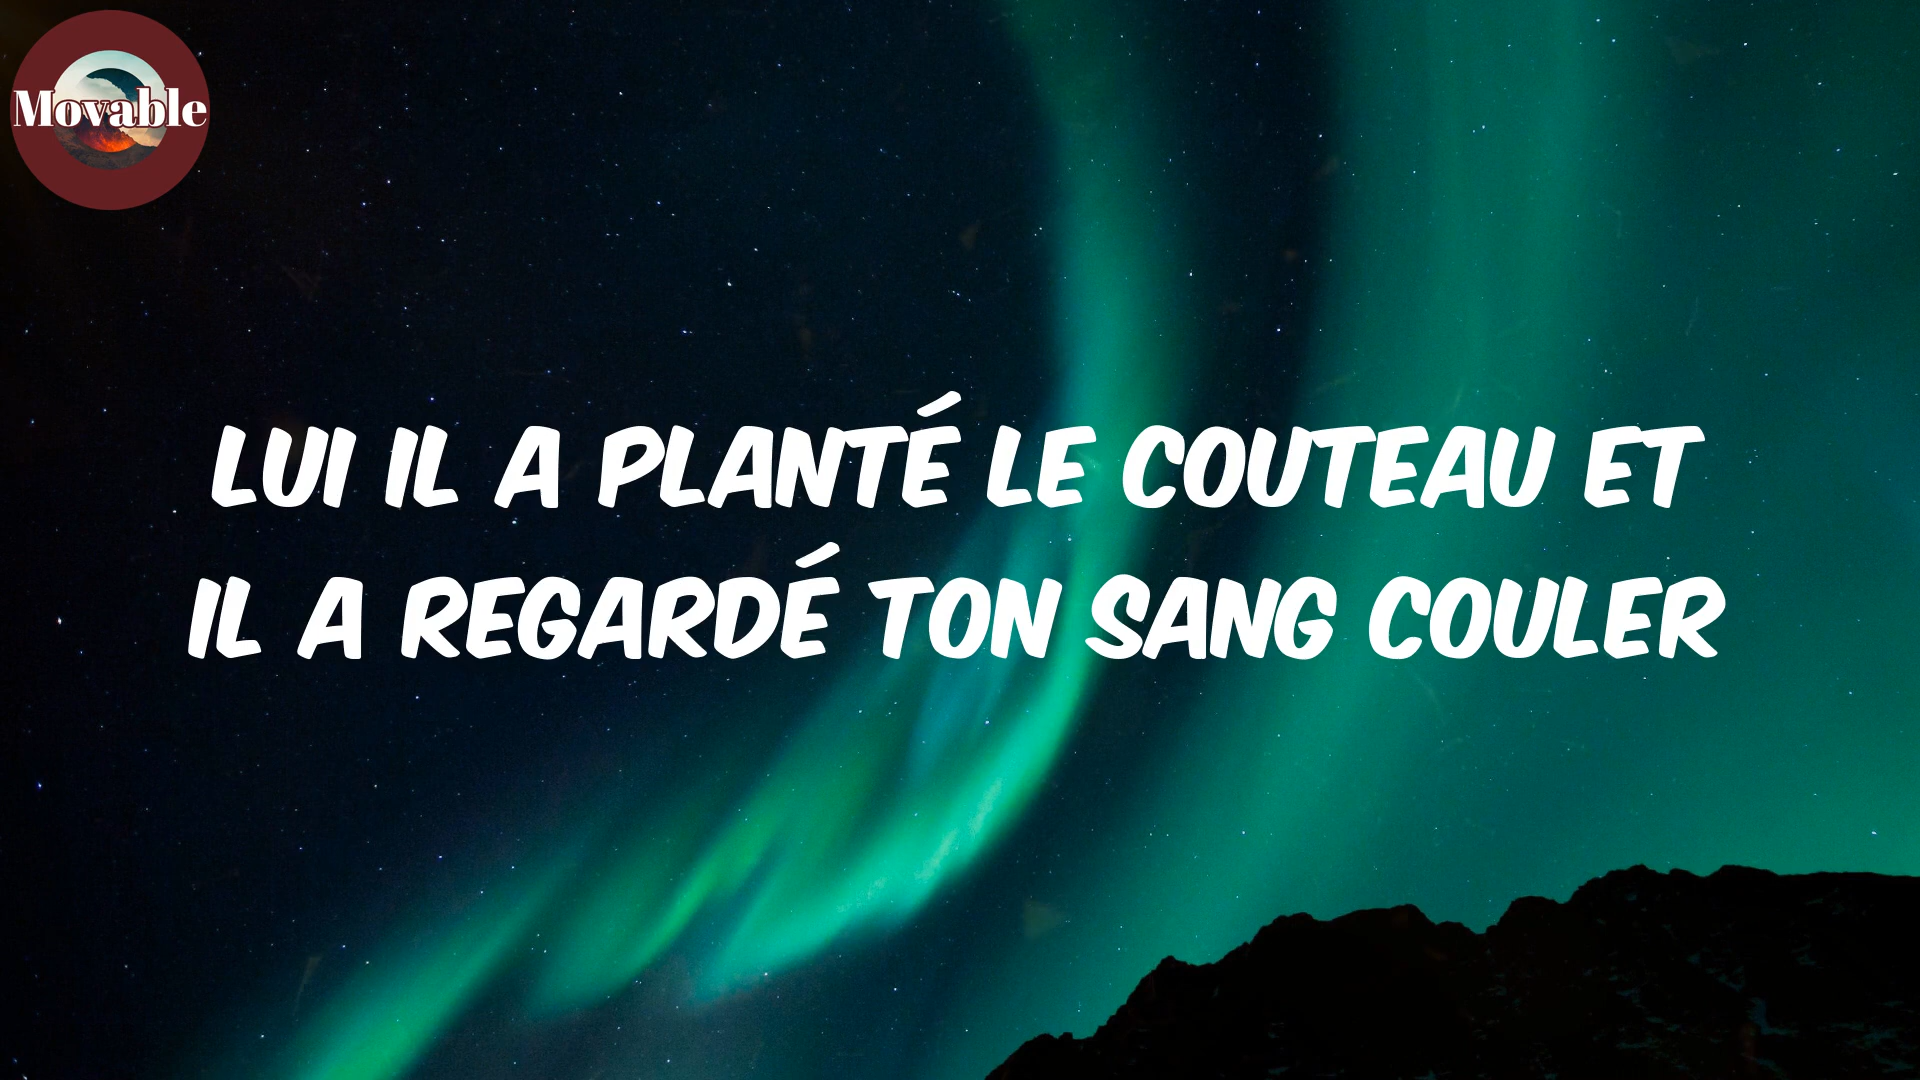 Movable
LUI IL A PLANTÉ LE COUTEAU ET
IL A REGARDÉ TON SANG COULER